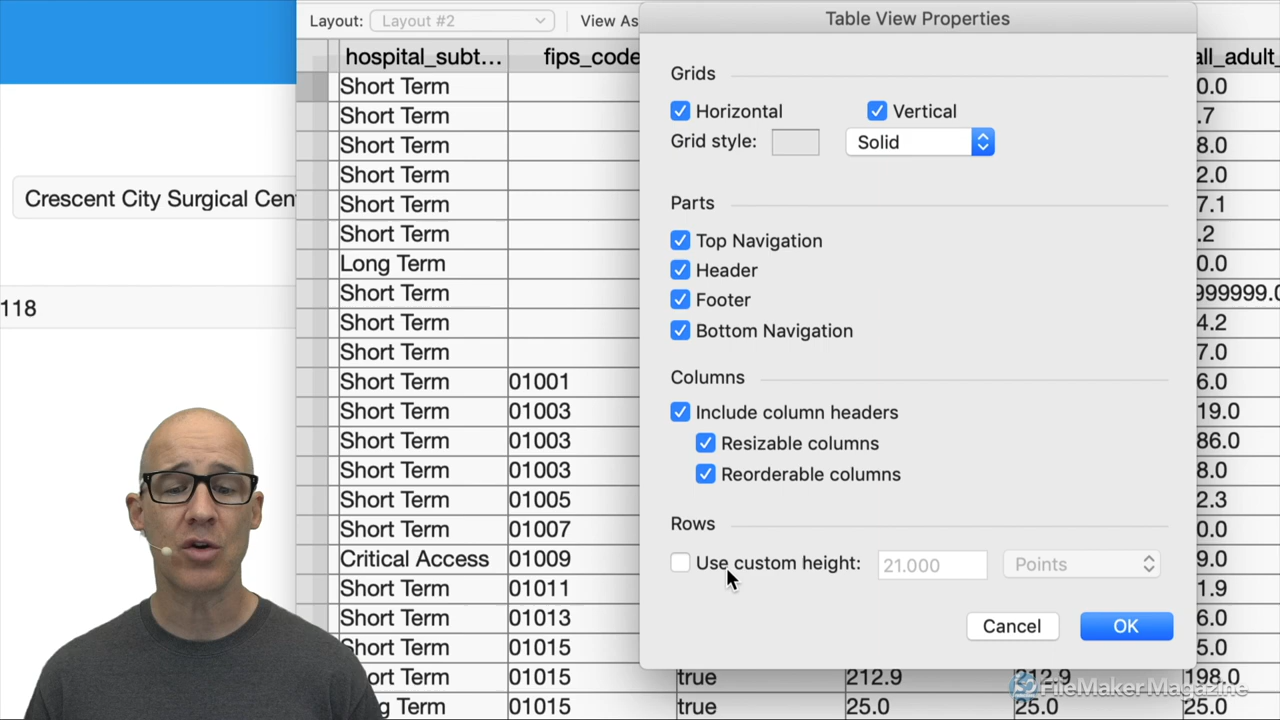 Layout: Layout #2 View As
Table View Properties
hospital_subt... fips_code all_adult_
Short Term 0.0
Short Term .7
Short Term 8.0
Short Term 2.0
Short Term 7.1
Short Term .2
Long Term 0.0
Short Term 999999.0
Short Term 4.2
Short Term 7.0
Short Term 01001 6.0
Short Term 01003 19.0
Short Term 01003 86.0
Short Term 01003 8.0
Short Term 01005 2.3
Short Term 01007 0.0
Critical Access 01009 9.0
Short Term 01011 1.9
Short Term 01013 6.0
Short Term 01015 5.0
Short Term 01015 true 212.9 212.9 198.0
g Term 01015 true 25.0 25.0 25.0
Crescent City Surgical Cen
118
Grids
Horizontal Vertical
Grid style: Solid
Parts
Top Navigation
Header
Footer
Bottom Navigation
Columns
Include column headers
Resizable columns
Reorderable columns
Rows
Use custom height: 21.000 Points
Cancel OK
FileMaker Magazine